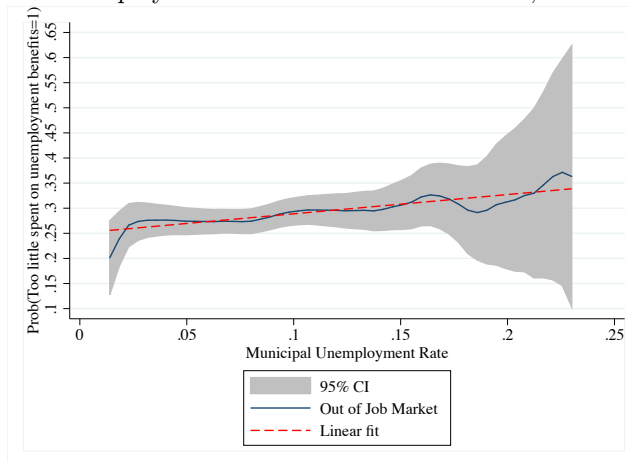 Prob(Too little spent on unemployment benefits=1)
.65
.6
.55
.5
.45
.4
.35
.3
.25
.2
.15
.1
0 .05 .1 .15 .2 .25
Municipal Unemployment Rate
95% CI
Out of Job Market
Linear fit